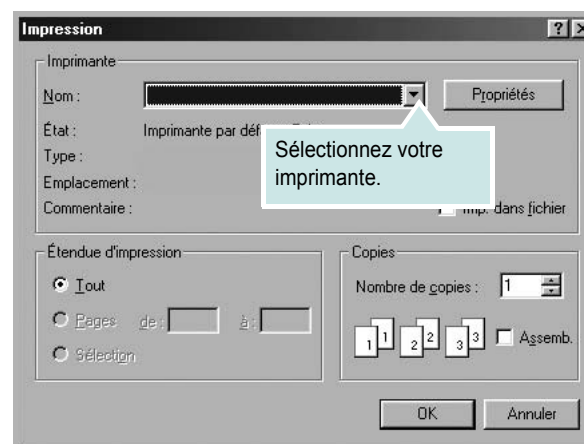 Impression
Imprimante
Nom :
Propriétés
État :
Imprimante par
Type :
Emplacement :
Commentaire :
Sélectionnez votre
imprimante.
Imp. dans fichier
Étendue d'impression
Tout
Pages de : à :
Sélection
Copies
Nombre de copies : 1
1 1 2 2 3 3 Assemb.
OK Annuler